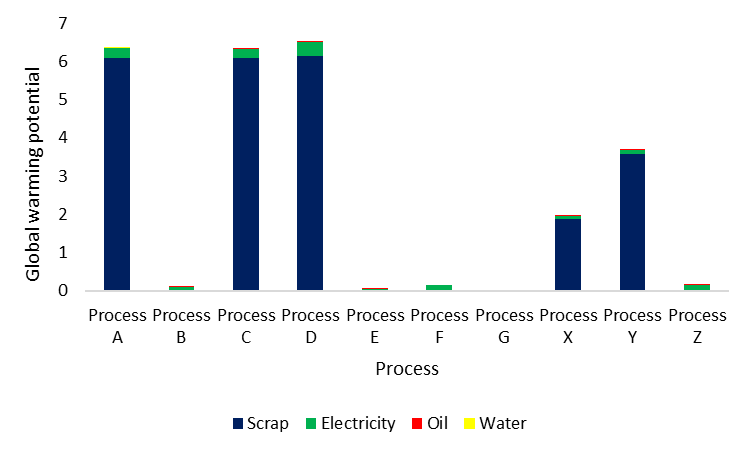 7
6
5
4
3
2
1
0
Global warming potential
Process A
Process B
Process C
Process D
Process E
Process F
Process G
Process X
Process Y
Process Z
Process
Scrap Electricity Oil Water